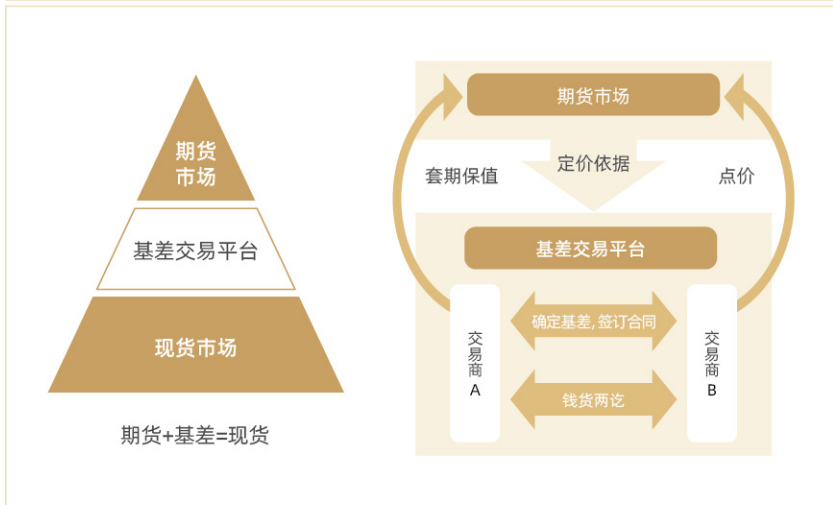 期货
市场
基差交易平台
现货市场
期货+基差=现货
期货市场
套期保值
定价依据
点价
基差交易平台
交易商A
确定基差,签订合同
钱货两讫
交易商B